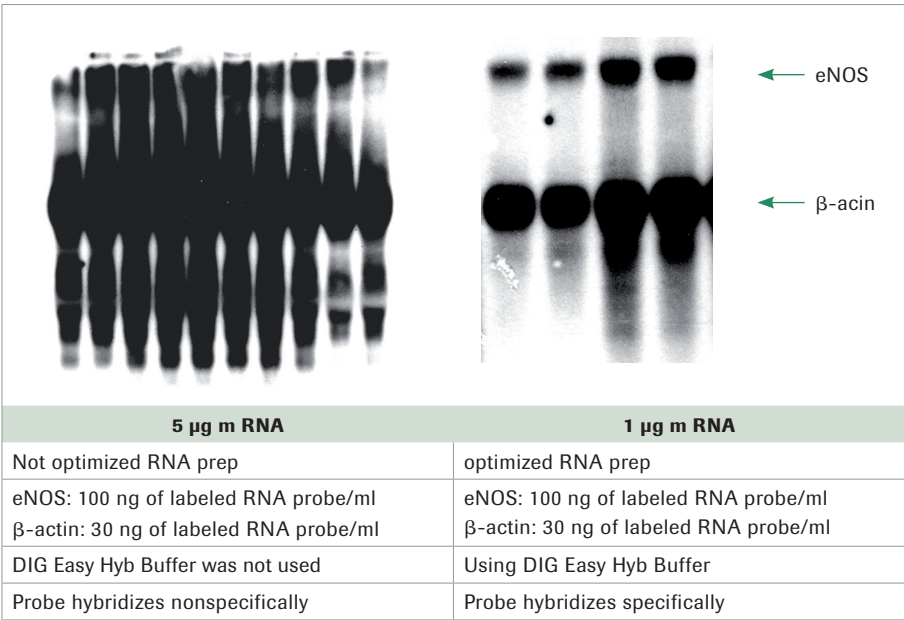 eNOS
β-acin
5 µg m RNA
1 µg m RNA
Not optimized RNA prep
optimized RNA prep
eNOS: 100 ng of labeled RNA probe/ml
β-actin: 30 ng of labeled RNA probe/ml
eNOS: 100 ng of labeled RNA probe/ml
β-actin: 30 ng of labeled RNA probe/ml
DIG Easy Hyb Buffer was not used
Using DIG Easy Hyb Buffer
Probe hybridizes nonspecifically
Probe hybridizes specifically